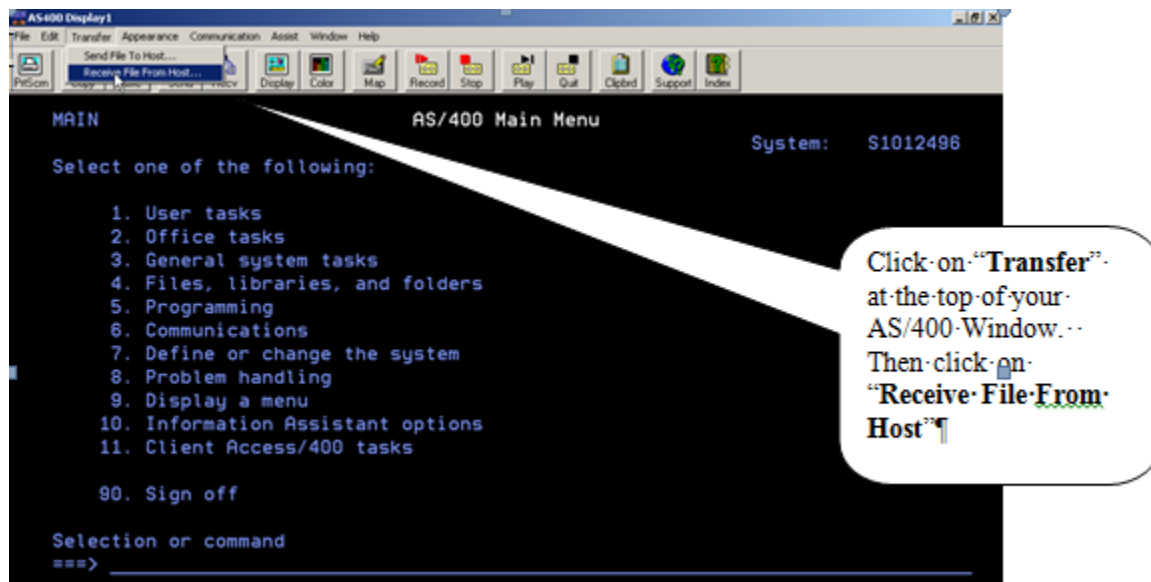 AS400 Display1
File Edit Transfer Appearance Communication Assist Window Help
Send File To Host...
Receive File From Host...
PrtScrn Copy Send Recv Display Color Map Record Stop Play Quit Clipbrd Support Index
MAIN AS/400 Main Menu
System: S1012496
Select one of the following:
1. User tasks
2. Office tasks
3. General system tasks
4. Files, libraries, and folders
5. Programming
6. Communications
7. Define or change the system
8. Problem handling
9. Display a menu
10. Information Assistant options
11. Client Access/400 tasks
90. Sign off
Selection or command
===>
Click·on·“Transfer”·
at·the·top·of·your·
AS/400·Window.··
Then·click·on·
“Receive·File·From·
Host”¶